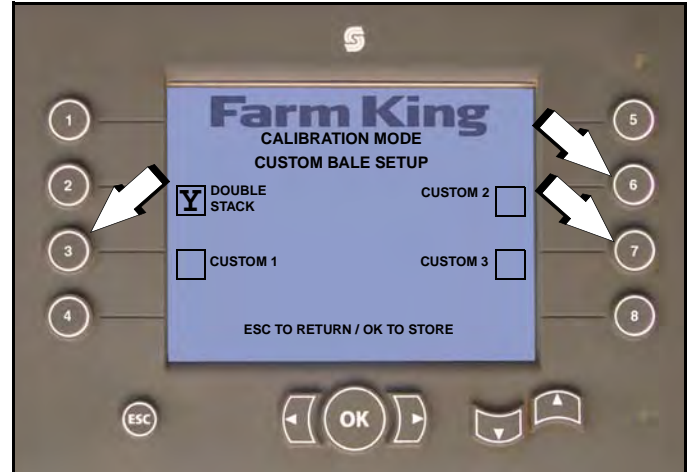 Farm King
CALIBRATION MODE
CUSTOM BALE SETUP
Y
DOUBLE
STACK
CUSTOM 2
CUSTOM 1
CUSTOM 3
ESC TO RETURN / OK TO STORE
1
2
3
4
5
6
7
8
ESC
OK